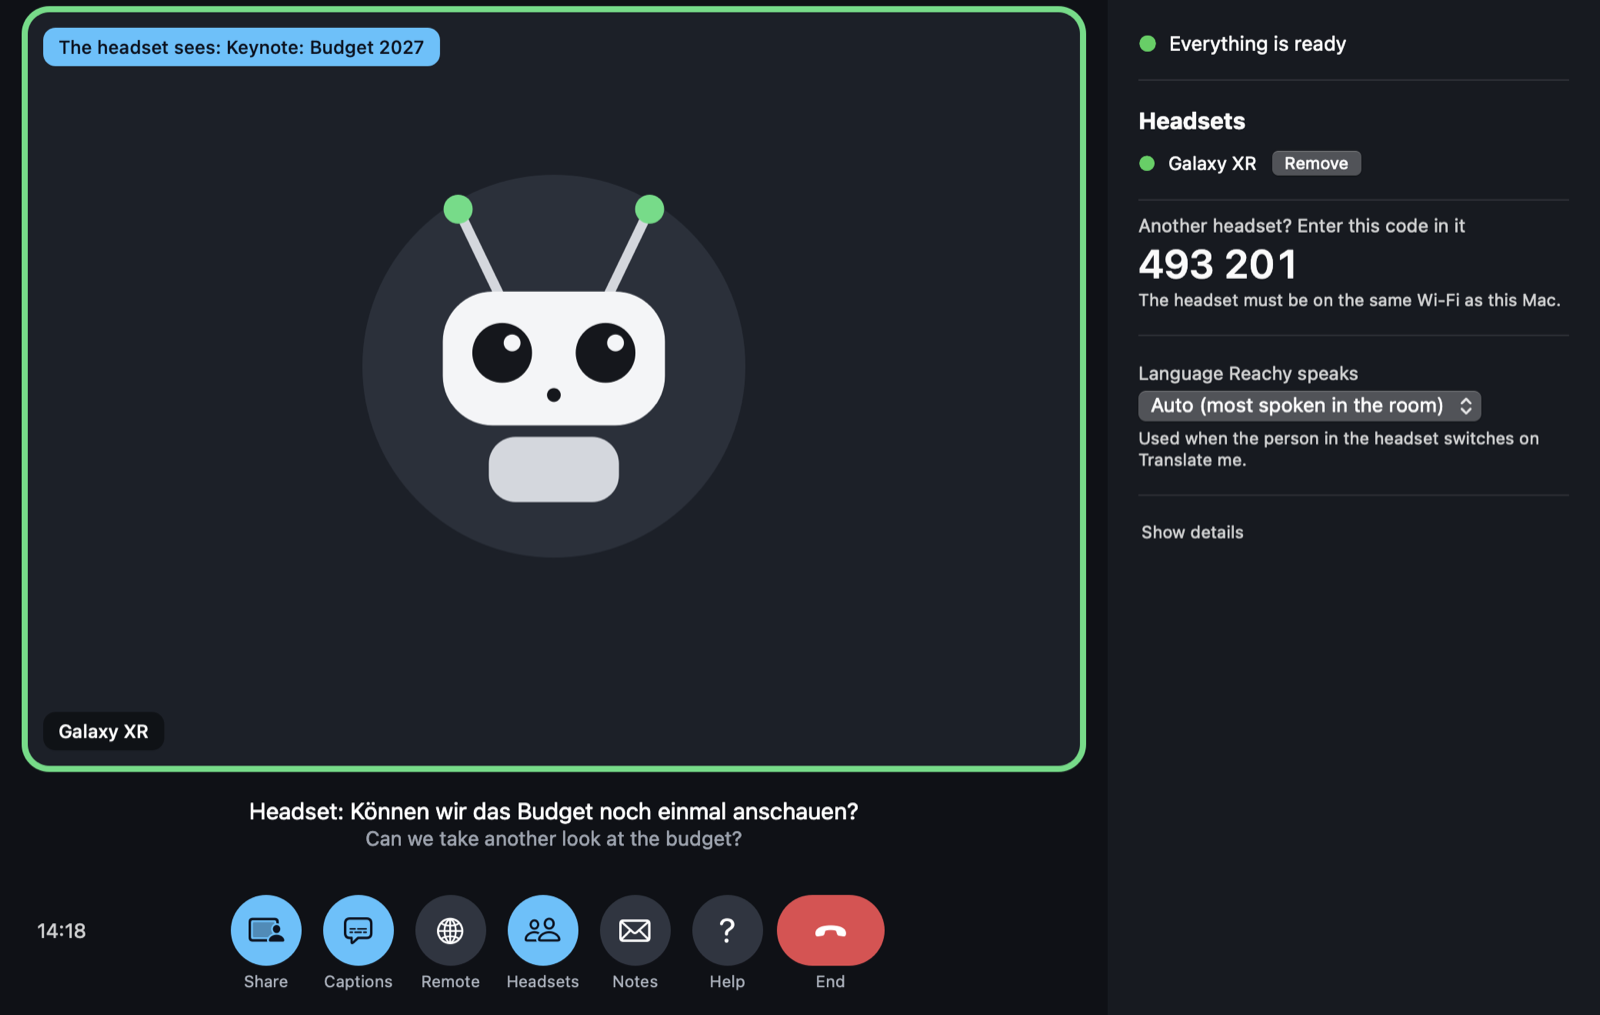 The headset sees: Keynote: Budget 2027
Galaxy XR
Headset: Können wir das Budget noch einmal anschauen?
Can we take another look at the budget?
14:18
Share
Captions
Remote
Headsets
Notes
?
Help
End
Everything is ready
Headsets
Galaxy XR
Remove
Another headset? Enter this code in it
493 201
The headset must be on the same Wi-Fi as this Mac.
Language Reachy speaks
Auto (most spoken in the room)
Used when the person in the headset switches on
Translate me.
Show details